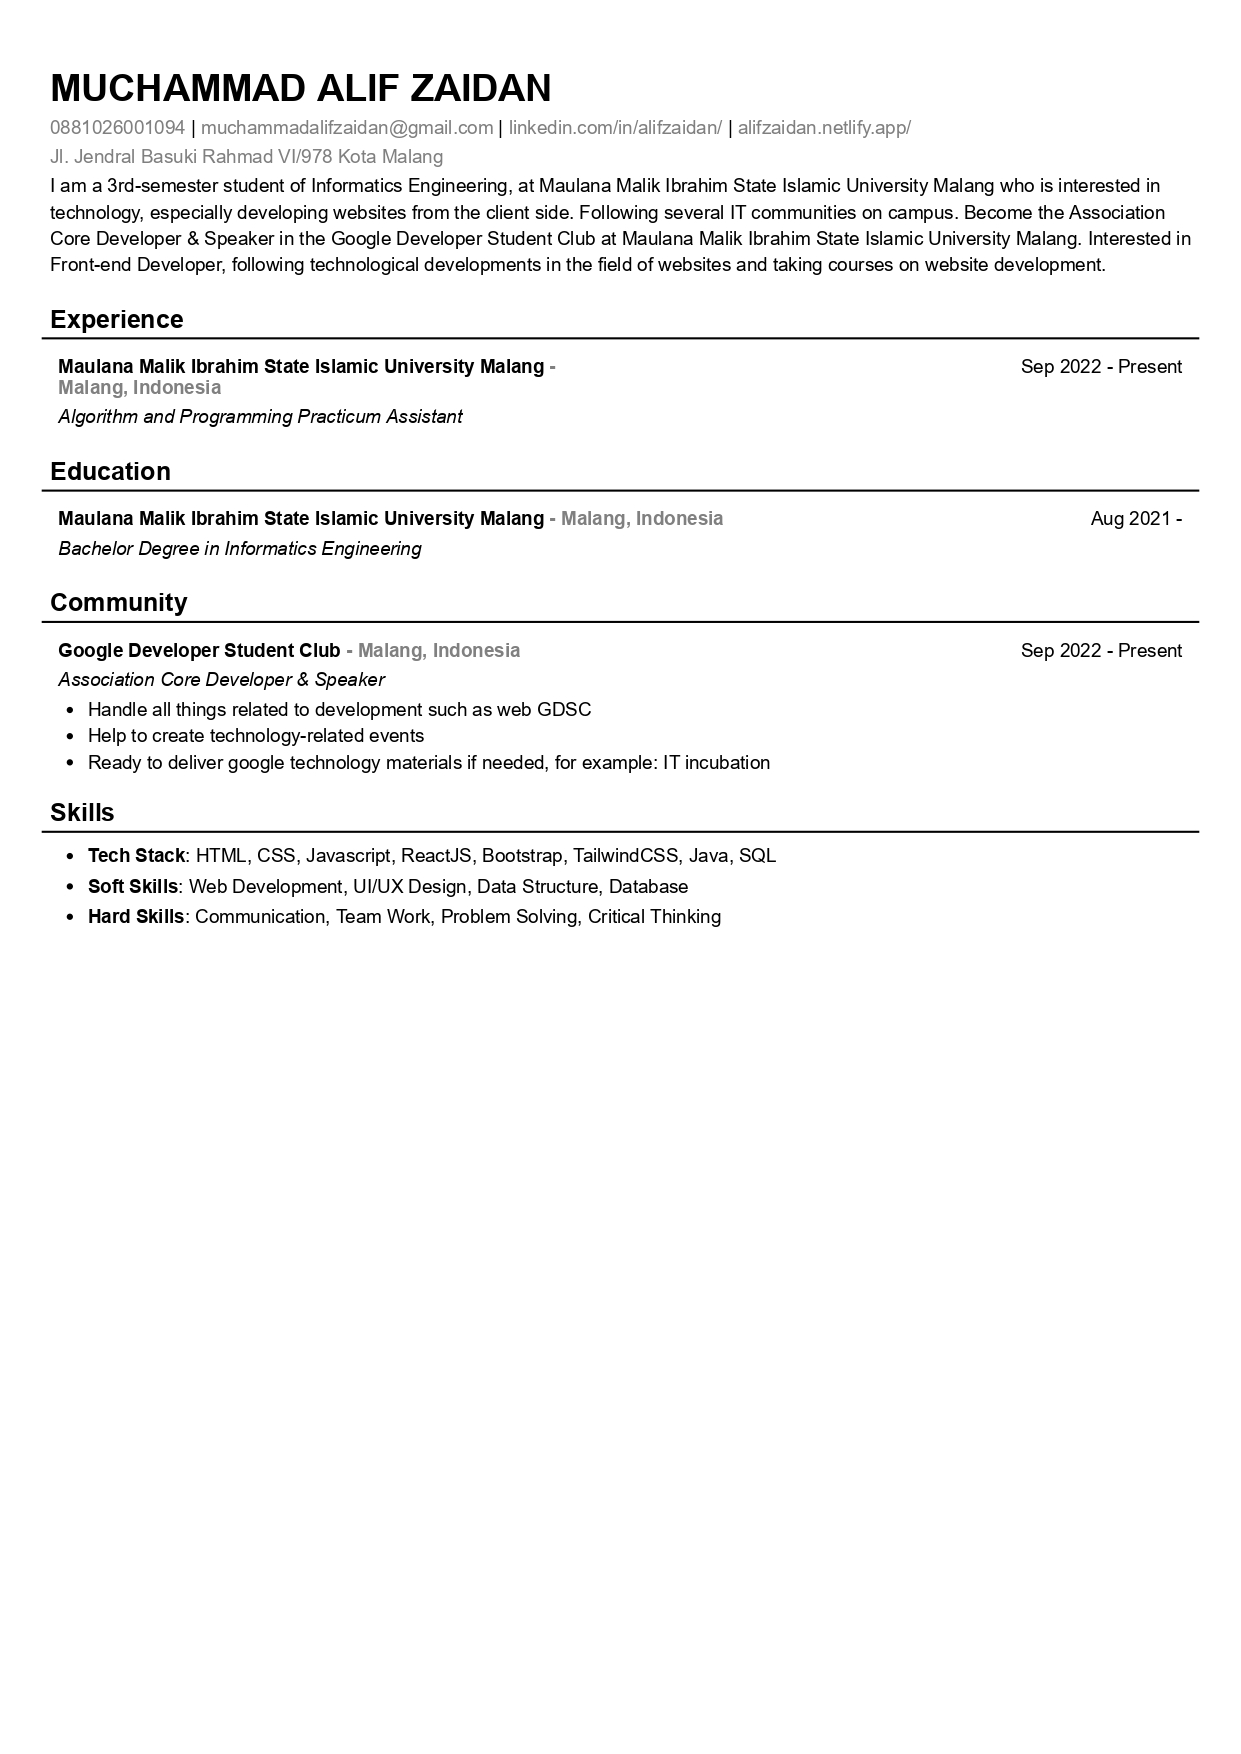 MUCHAMMAD ALIF ZAIDAN
0881026001094 | muchammadalifzaidan@gmail.com | linkedin.com/in/alifzaidan/ | alifzaidan.netlify.app/
Jl. Jendral Basuki Rahmad VI/978 Kota Malang
I am a 3rd-semester student of Informatics Engineering, at Maulana Malik Ibrahim State Islamic University Malang who is interested in
technology, especially developing websites from the client side. Following several IT communities on campus. Become the Association
Core Developer & Speaker in the Google Developer Student Club at Maulana Malik Ibrahim State Islamic University Malang. Interested in
Front-end Developer, following technological developments in the field of websites and taking courses on website development.
Experience
Maulana Malik Ibrahim State Islamic University Malang - Sep 2022 - Present
Malang, Indonesia
Algorithm and Programming Practicum Assistant
Education
Maulana Malik Ibrahim State Islamic University Malang - Malang, Indonesia Aug 2021 -
Bachelor Degree in Informatics Engineering
Community
Google Developer Student Club - Malang, Indonesia Sep 2022 - Present
Association Core Developer & Speaker
• Handle all things related to development such as web GDSC
• Help to create technology-related events
• Ready to deliver google technology materials if needed, for example: IT incubation
Skills
• Tech Stack: HTML, CSS, Javascript, ReactJS, Bootstrap, TailwindCSS, Java, SQL
• Soft Skills: Web Development, UI/UX Design, Data Structure, Database
• Hard Skills: Communication, Team Work, Problem Solving, Critical Thinking